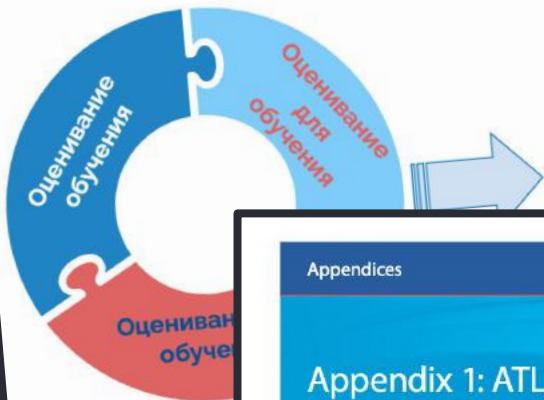 Оценивание
обучения
Оценивание
для
обучения
Appendices
Appendix 1: ATL